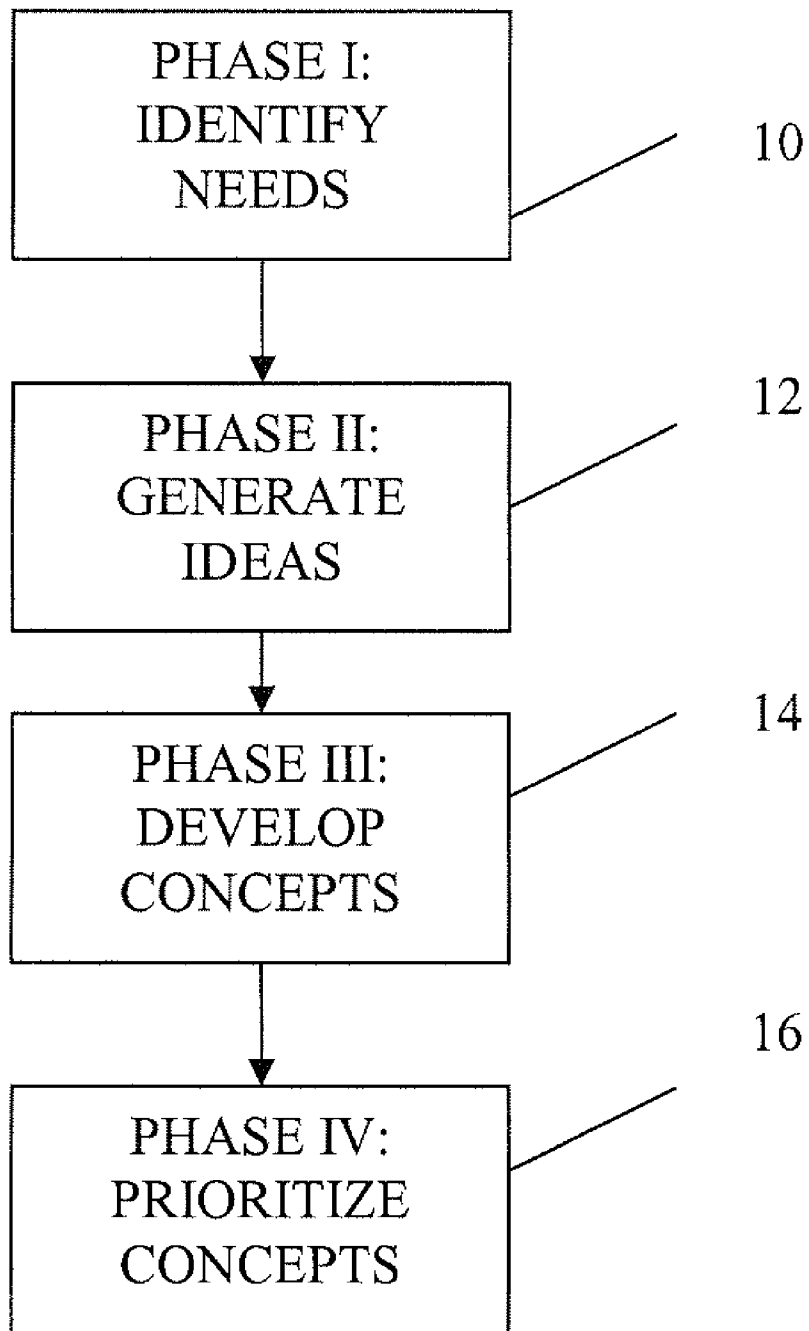 PHASE I:
IDENTIFY
NEEDS
10
PHASE II:
GENERATE
IDEAS
12
PHASE III:
DEVELOP
CONCEPTS
14
PHASE IV:
PRIORITIZE
CONCEPTS
16